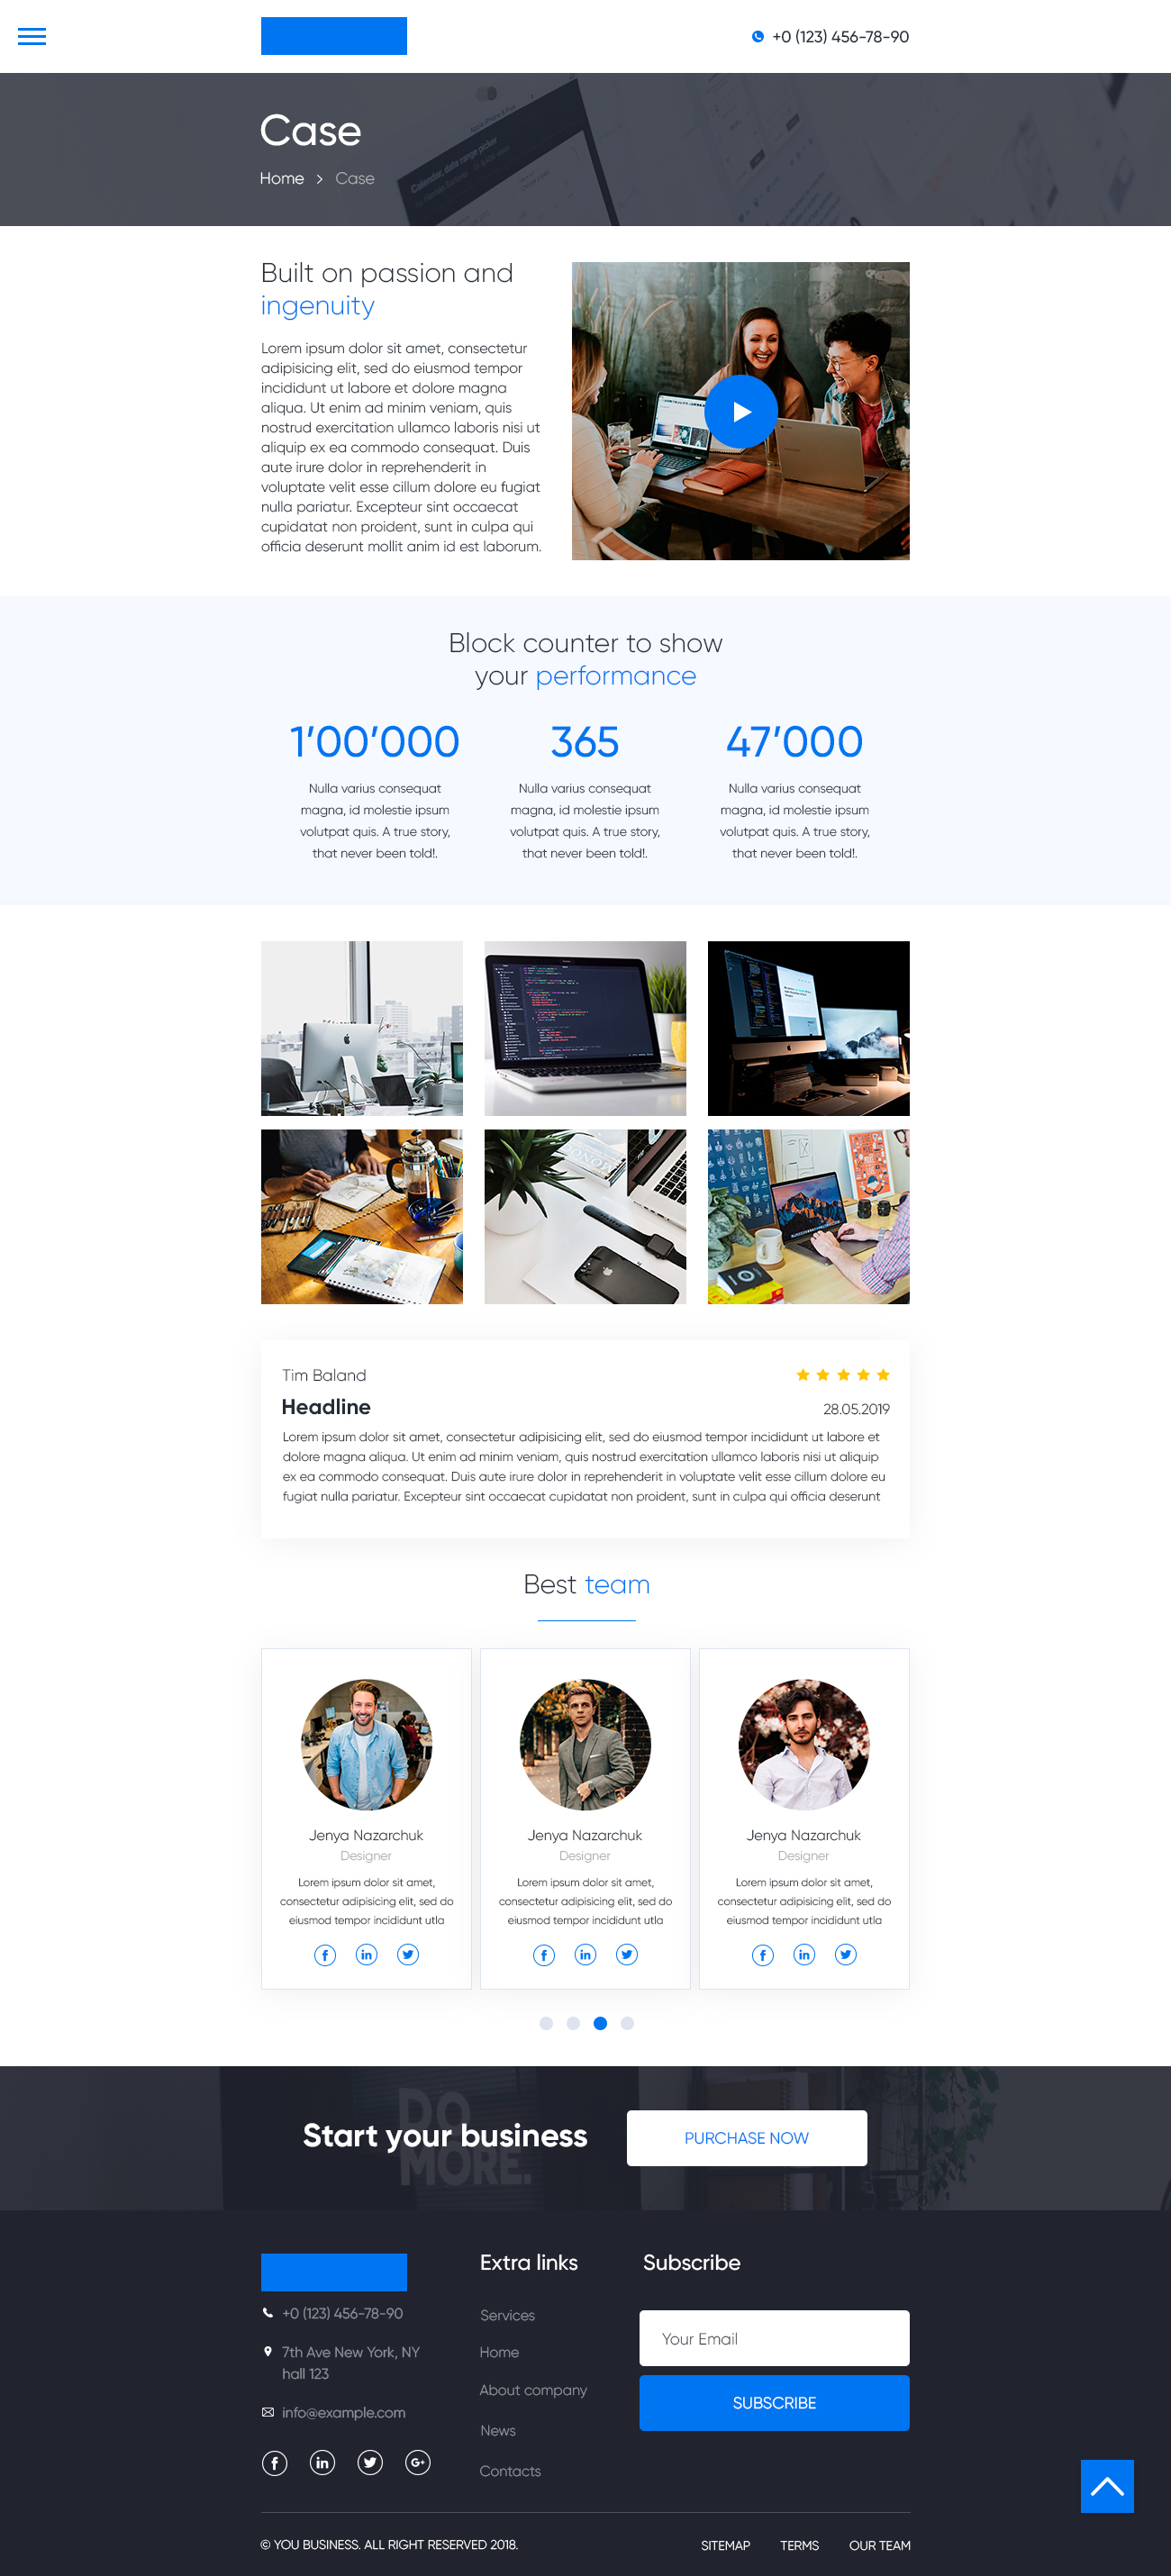 +0 (123) 456-78-90
Case
Home > Case
Built on passion and
ingenuity
Lorem ipsum dolor sit amet, consectetur
adipisicing elit, sed do eiusmod tempor
incididunt ut labore et dolore magna
aliqua. Ut enim ad minim veniam, quis
nostrud exercitation ullamco laboris nisi ut
aliquip ex ea commodo consequat. Duis
aute irure dolor in reprehenderit in
voluptate velit esse cillum dolore eu fugiat
nulla pariatur. Excepteur sint occaecat
cupidatat non proident, sunt in culpa qui
officia deserunt mollit anim id est laborum.
Block counter to show
your performance
1'00'000
Nulla varius consequat
magna, id molestie ipsum
volutpat quis. A true story,
that never been told!.
365
Nulla varius consequat
magna, id molestie ipsum
volutpat quis. A true story,
that never been told!.
47'000
Nulla varius consequat
magna, id molestie ipsum
volutpat quis. A true story,
that never been told!.
Tim Baland
Headline
28.05.2019
Lorem ipsum dolor sit amet, consectetur adipisicing elit, sed do eiusmod tempor incididunt ut labore et
dolore magna aliqua. Ut enim ad minim veniam, quis nostrud exercitation ullamco laboris nisi ut aliquip
ex ea commodo consequat. Duis aute irure dolor in reprehenderit in voluptate velit esse cillum dolore eu
fugiat nulla pariatur. Excepteur sint occaecat cupidatat non proident, sunt in culpa qui officia deserunt
Best team
Jenya Nazarchuk
Designer
Lorem ipsum dolor sit amet,
consectetur adipisicing elit, sed do
eiusmod tempor incididunt utla
Jenya Nazarchuk
Designer
Lorem ipsum dolor sit amet,
consectetur adipisicing elit, sed do
eiusmod tempor incididunt utla
Jenya Nazarchuk
Designer
Lorem ipsum dolor sit amet,
consectetur adipisicing elit, sed do
eiusmod tempor incididunt utla
DO
MORE.
Start your business
PURCHASE NOW
+0 (123) 456-78-90
7th Ave New York, NY
hall 123
info@example.com
Extra links
Services
Home
About company
News
Contacts
Subscribe
Your Email
SUBSCRIBE
© YOU BUSINESS. ALL RIGHT RESERVED 2018.
SITEMAP
TERMS
OUR TEAM